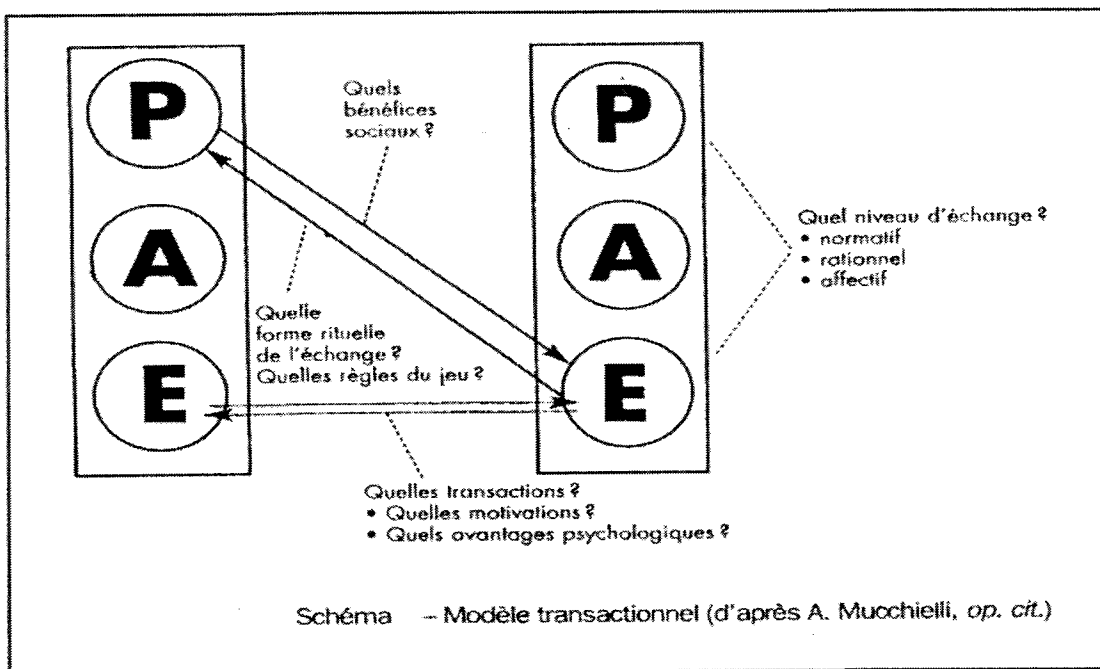 P
A
E
Quels
bénéfices
sociaux ?
P
A
E
Quel niveau d'échange ?
• normatif
• rationnel
• affectif
Quelle
forme rituelle
de l'échange ?
Quelles règles du jeu ?
Quelles transactions ?
• Quelles motivations ?
• Quels avantages psychologiques ?
Schéma – Modèle transactionnel (d'après A. Mucchielli, op. cit.)